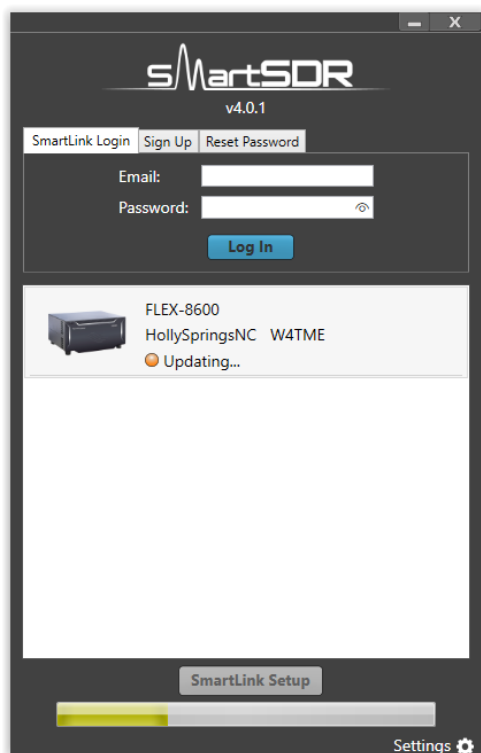 X
smartSDR
v4.0.1
SmartLink Login Sign Up Reset Password
Email:
Password:
Log In
FLEX-8600
HollySpringsNC W4TME
Updating...
SmartLink Setup
Settings